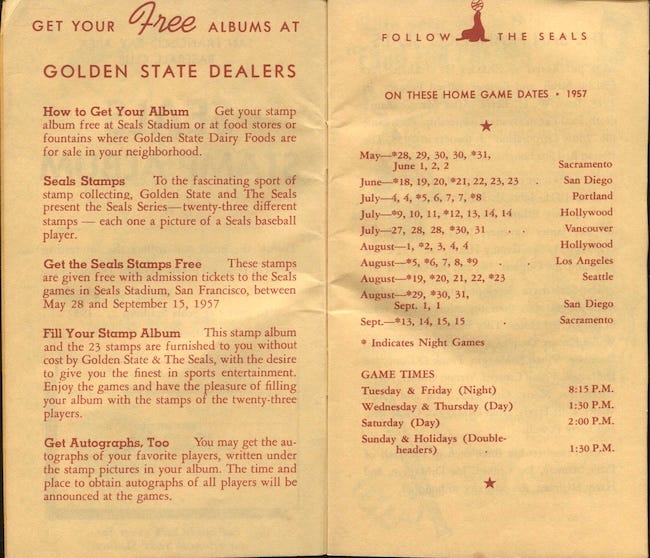 GET YOUR Free ALBUMS AT
GOLDEN STATE DEALERS
How to Get Your Album Get your stamp
album free at Seals Stadium or at food stores or
fountains where Golden State Dairy Foods are
for sale in your neighborhood.
Seals Stamps To the fascinating sport of
stamp collecting, Golden State and The Seals
present the Seals Series—twenty-three different
stamps — each one a picture of a Seals baseball
player.
Get the Seals Stamps Free These stamps
are given free with admission tickets to the Seals
games in Seals Stadium, San Francisco, between
May 28 and September 15, 1957
Fill Your Stamp Album This stamp album
and the 23 stamps are furnished to you without
cost by Golden State & The Seals, with the desire
to give you the finest in sports entertainment.
Enjoy the games and have the pleasure of filling
your album with the stamps of the twenty-three
players.
Get Autographs, Too You may get the au-
tographs of your favorite players, written under
the stamp pictures in your album. The time and
place to obtain autographs of all players will be
announced at the games.
FOLLOW THE SEALS
ON THESE HOME GAME DATES • 1957
May—*28, 29, 30, 30, *31,
June 1, 2, 2 Sacramento
June—*18, 19, 20, *21, 22, 23, 23 . San Diego
July—4, 4, *5, 6, 7, 7, *8 Portland
July—*9, 10, 11, *12, 13, 14, 14 Hollywood
July—27, 28, 28, *30, 31 . . Vancouver
August—1, *2, 3, 4, 4 Hollywood
August—*5, *6, 7, 8, *9 . . Los Angeles
August—*19, *20, 21, 22, *23 Seattle
August—*29, *30, 31,
Sept. 1, 1 San Diego
Sept.—*13, 14, 15, 15 . Sacramento
* Indicates Night Games
GAME TIMES
Tuesday & Friday (Night) 8:15 P.M.
Wednesday & Thursday (Day) 1:30 P.M.
Saturday (Day) 2:00 P.M.
Sunday & Holidays (Double-
headers) . 1:30 P.M.